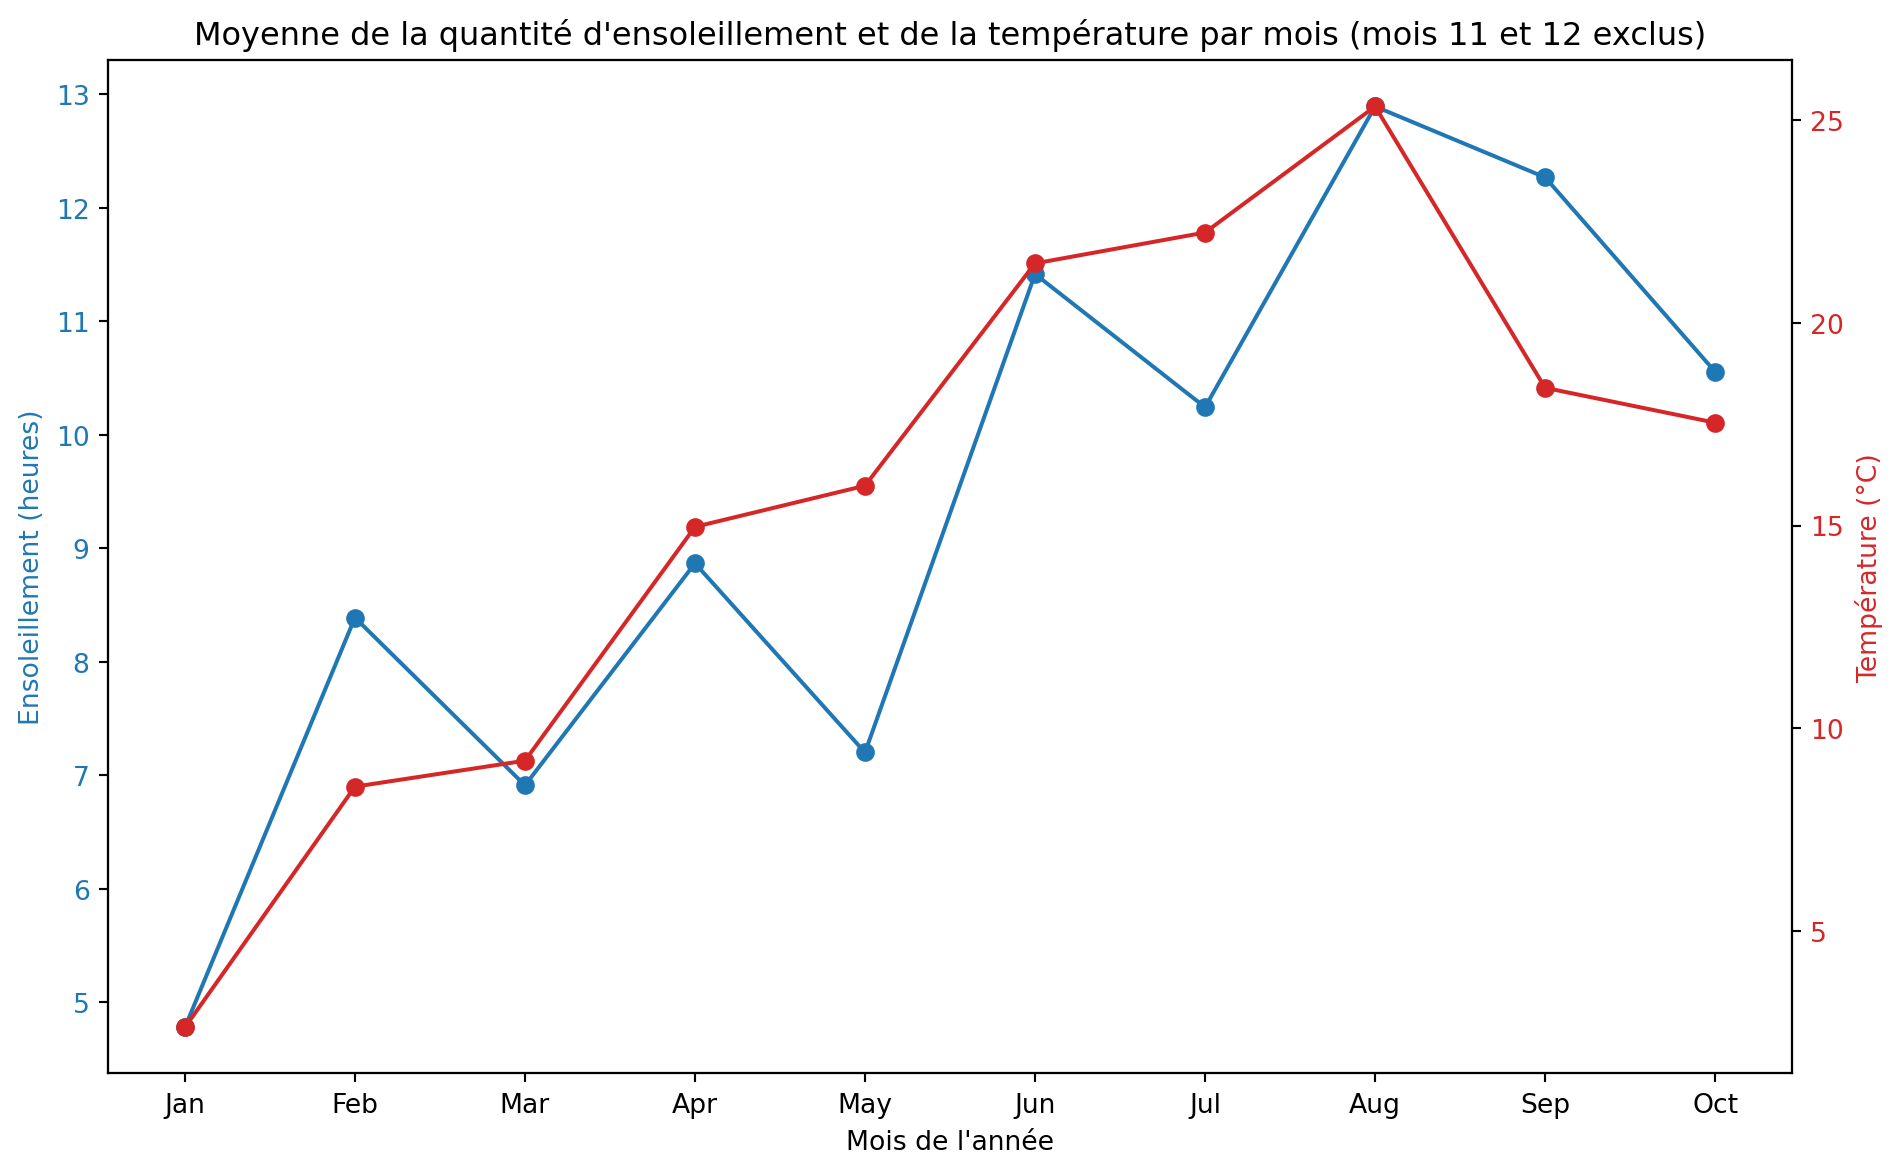 Moyenne de la quantité d'ensoleillement et de la température par mois (mois 11 et 12 exclus)
Ensoleillement (heures)
13
12
11
10
9
8
7
6
5
25
20
15
10
5
Température (°C)
Jan Feb Mar Apr May Jun Jul Aug Sep Oct
Mois de l'année